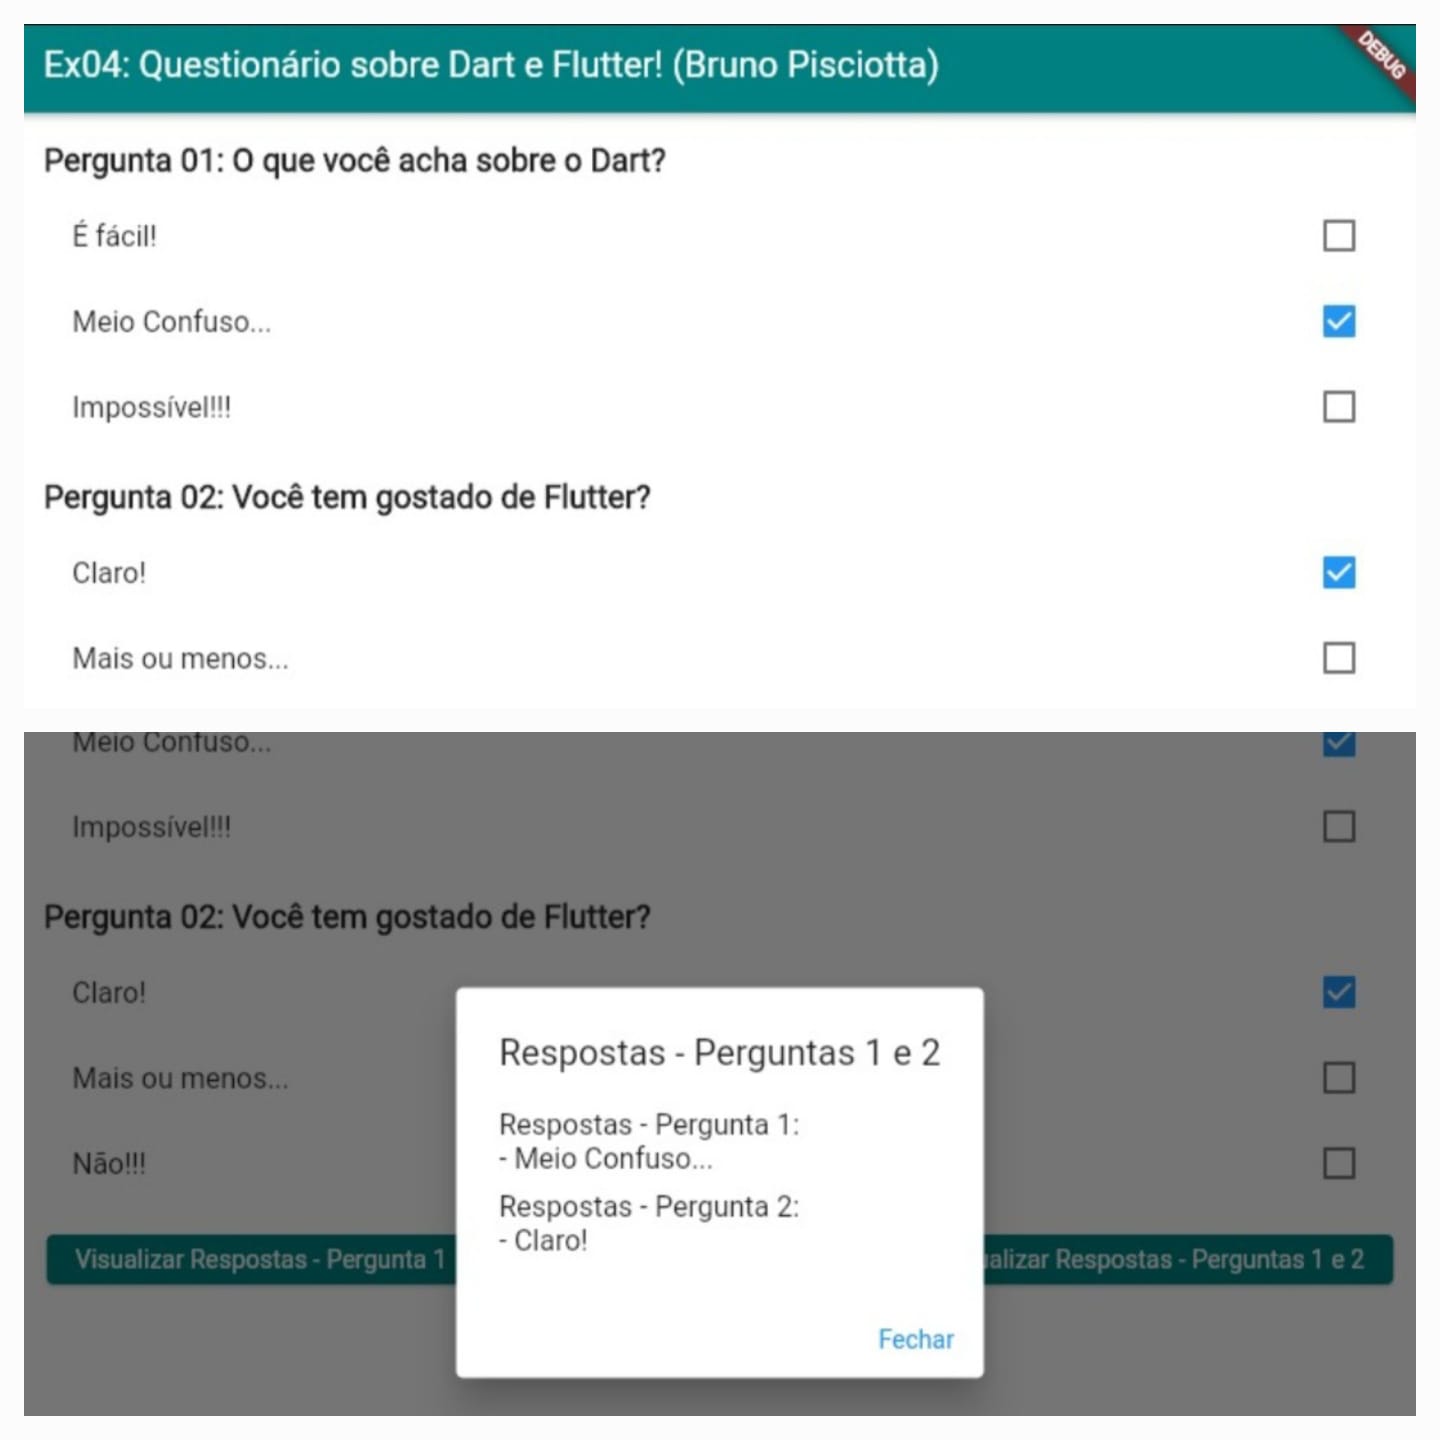 Ex04: Questionário sobre Dart e Flutter! (Bruno Pisciotta)
DEBUG
Pergunta 01: O que você acha sobre o Dart?
É fácil!
Meio Confuso...
Impossível!!!
Pergunta 02: Você tem gostado de Flutter?
Claro!
Mais ou menos...
Meio Confuso...
Impossível!!!
Pergunta 02: Você tem gostado de Flutter?
Claro!
Mais ou menos...
Não!!!
Visualizar Respostas - Pergunta 1
alizar Respostas - Perguntas 1 e 2
Respostas - Perguntas 1 e 2
Respostas - Pergunta 1:
- Meio Confuso...
Respostas - Pergunta 2:
- Claro!
Fechar